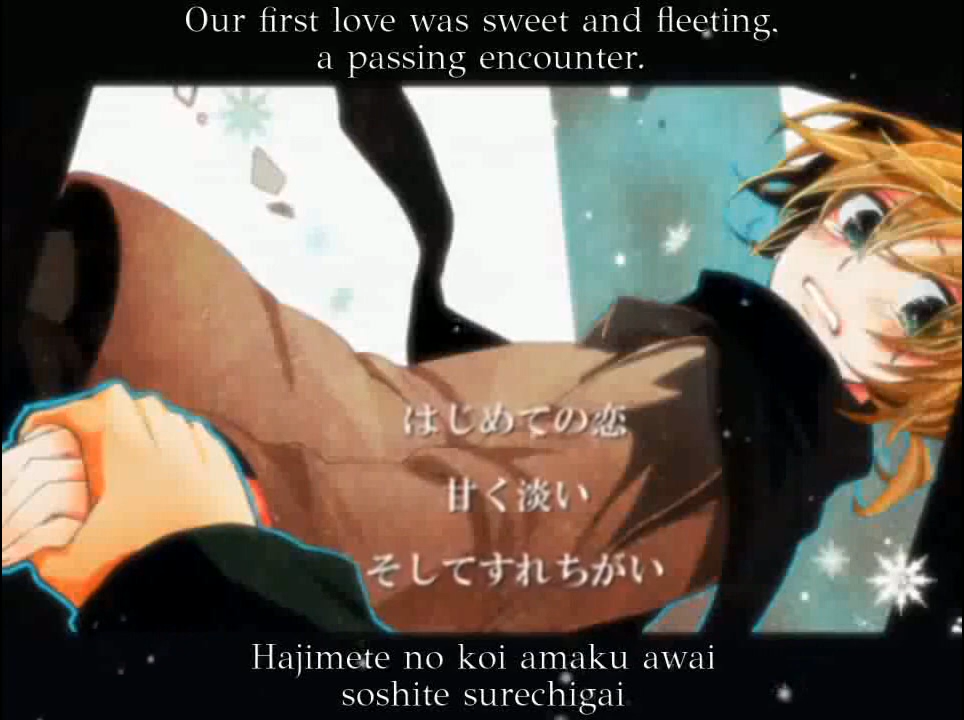 Our first love was sweet and fleeting,
a passing encounter.
はじめての恋
甘く淡い
そしてすれちがい
Hajimete no koi amaku awai
soshite surechigai